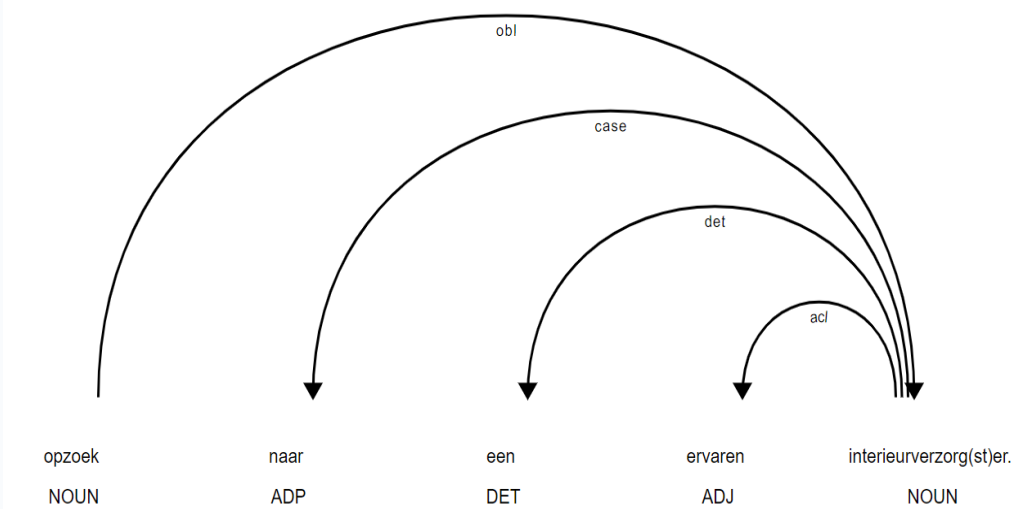 obl
case
det
acl
opzoek naar een ervaren interieurverzorg(st)er.
NOUN ADP DET ADJ NOUN